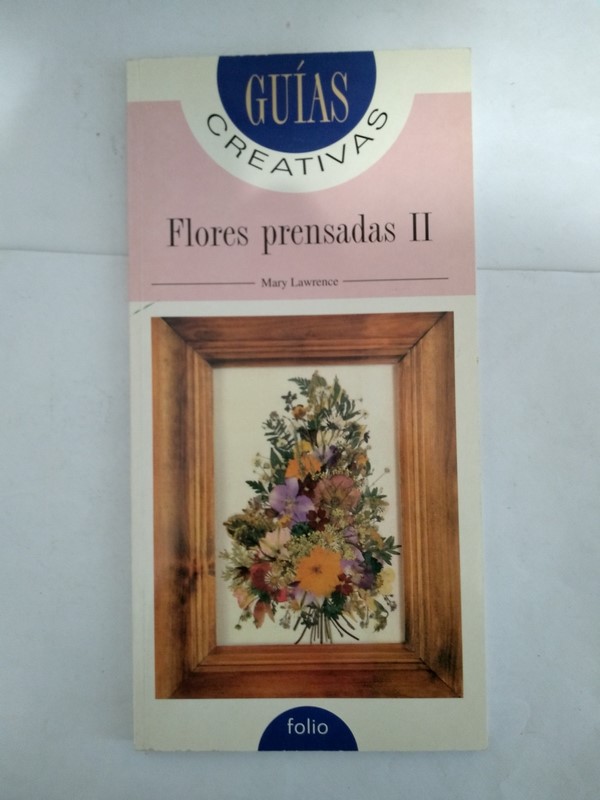 GUÍAS
CREATIVAS
Flores prensadas II
Mary Lawrence
folio